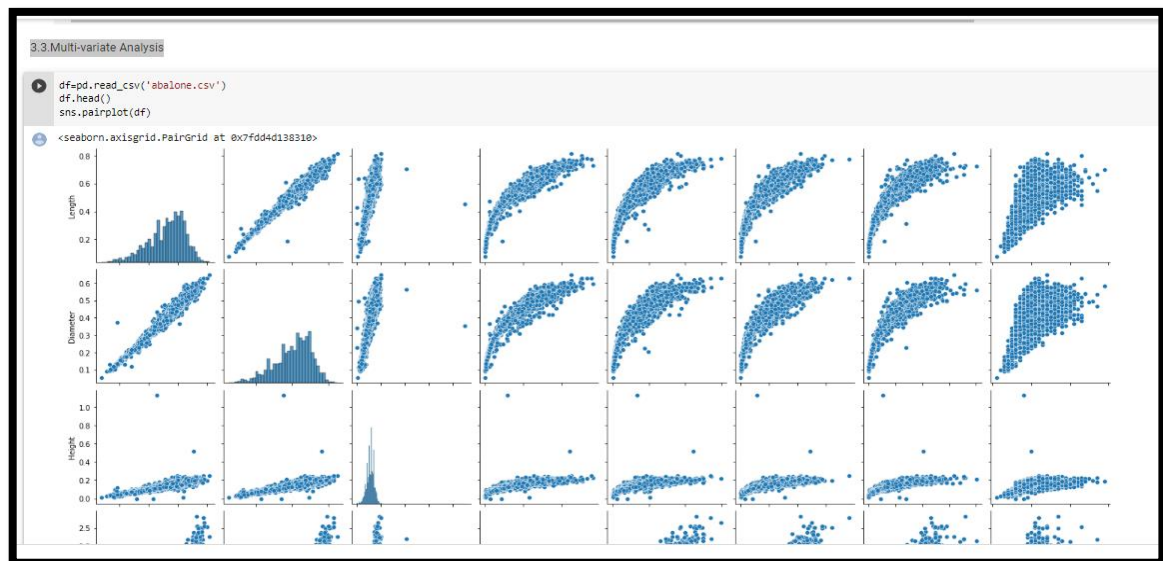 3.3.Multi-variate Analysis
df=pd.read_csv('abalone.csv')
df.head()
sns.pairplot(df)
<seaborn.axisgrid.PairGrid at 0x7fdd4d138310>
0.8
0.6
0.4
0.2
Length
0.6
0.5
0.4
0.3
0.2
0.1
Diameter
1.0
0.8
0.6
0.4
0.2
0.0
Height
2.5